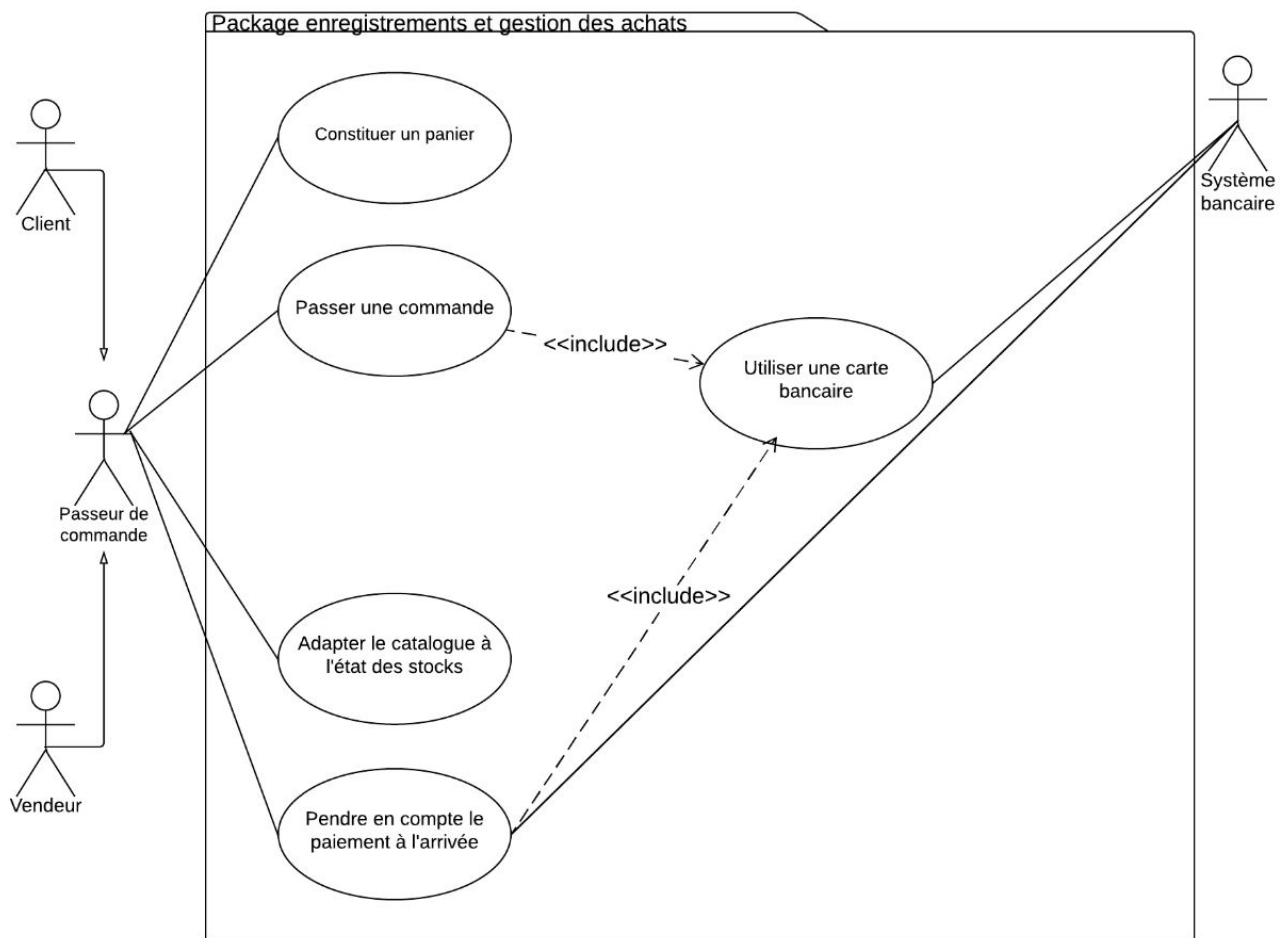 Package enregistrements et gestion des achats
Client
Constituer un panier
Système
bancaire
Passer une commande
<<include>>
Utiliser une carte
bancaire
Passeur de
commande
<<include>>
Adapter le catalogue à
l'état des stocks
Vendeur
Pendre en compte le
paiement à l'arrivée